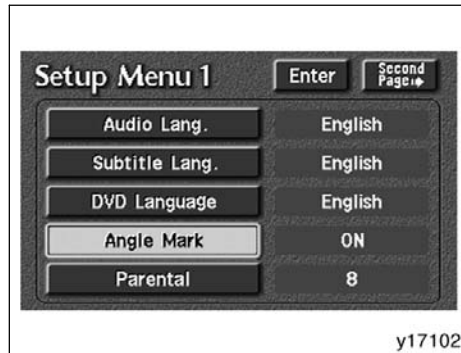 Setup Menu 1 Enter Second
Page
Audio Lang. English
Subtitle Lang. English
DVD Language English
Angle Mark ON
Parental 8
y17102